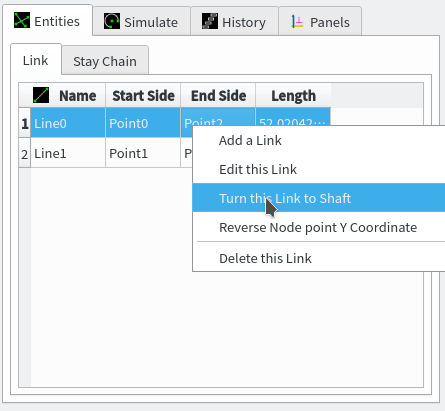 Entities Simulate History Panels
Link Stay Chain
Name Start Side End Side Length
1 Line0 Point0 Point2 52.02042...
2 Line1 Point1
Add a Link
Edit this Link
Turn this Link to Shaft
Reverse Node point Y Coordinate
Delete this Link